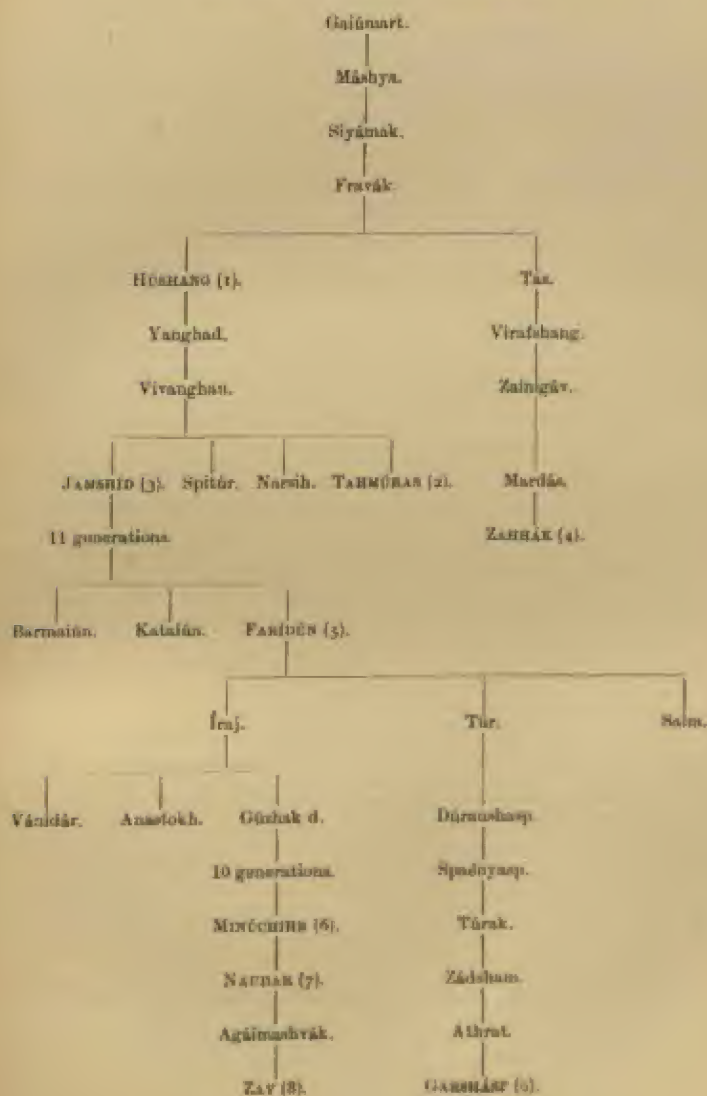 Gaiúmart.
Máshya.
Siyámak.
Fravák.
HÚSHANG (1). Taz.
Yanghad. Virafshang.
Vivanghau. Zainigáv.
JAMSHÍD (3). Spitúr. Narsih. TAHMÚRAS (2). Mardás.
11 generations. ZAHHÁK (4).
Barmaiún. Kataiún. FARÍDÚN (5).
Íraj. Túr. Salm.
Vánidár. Anastokh. Gúzhak d. Dúraushasp.
10 generations. Spaényasp.
MINÚCHIHR (6). Túrak.
NAUDAR (7). Zádsham.
Agáimashvák. Athrat.
ZAV (8). GARSHÁSP (9).